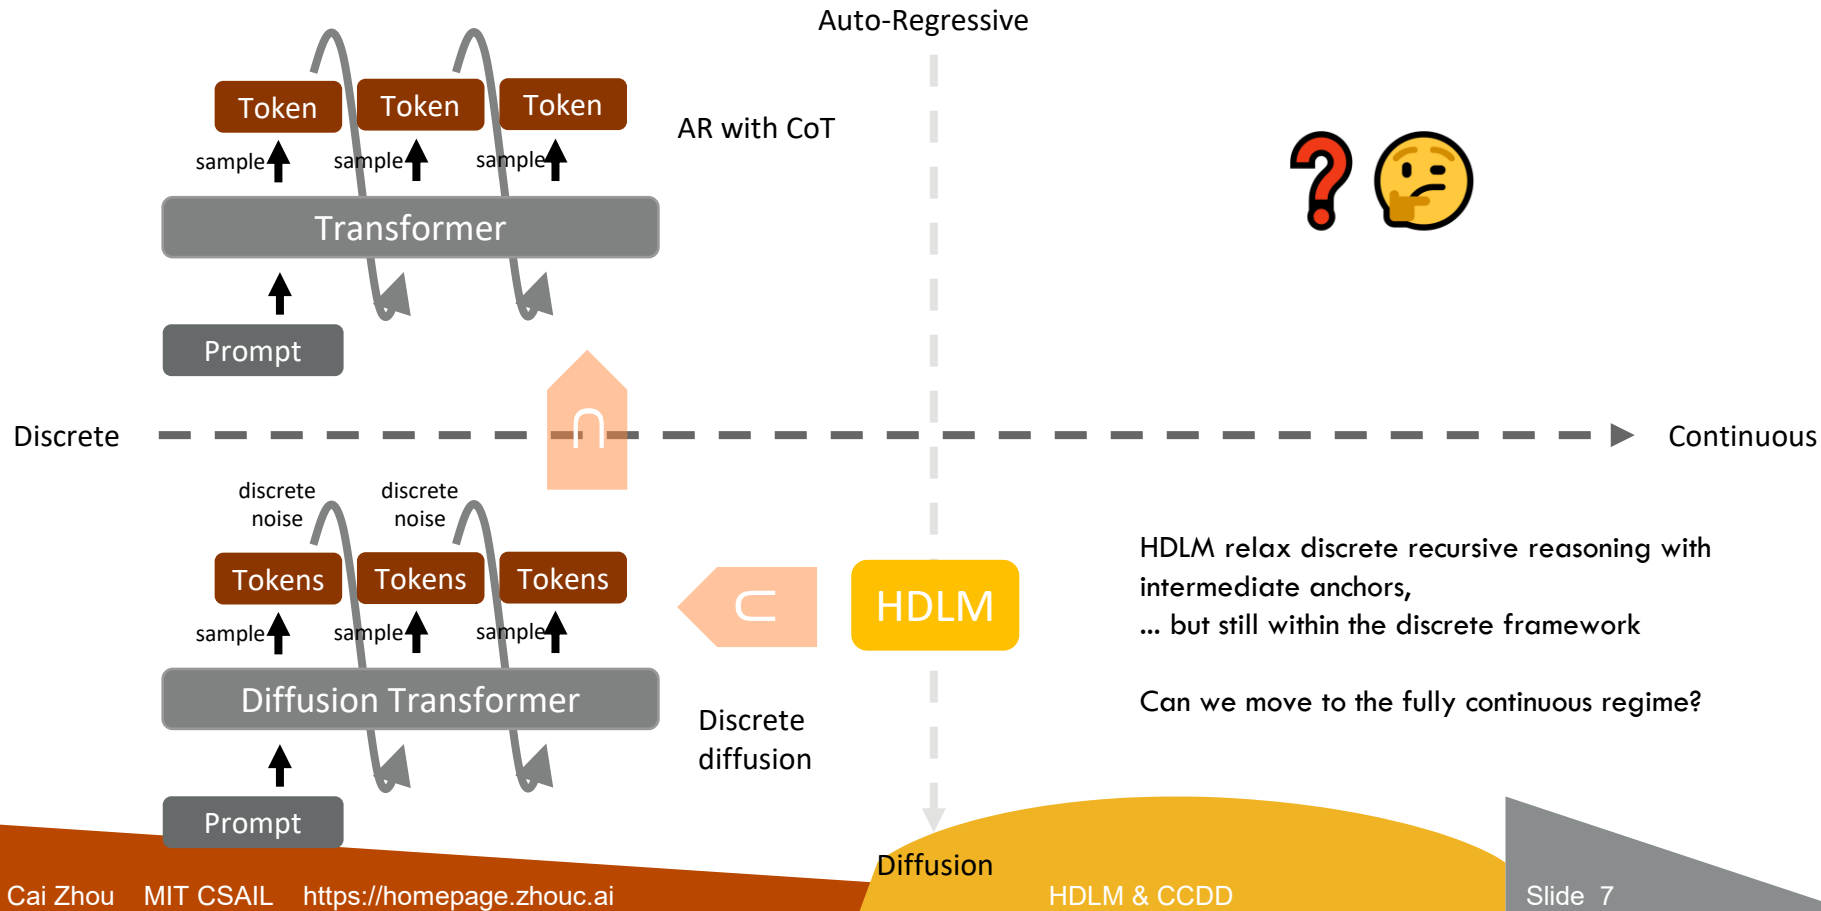 Auto-Regressive
Token Token Token
AR with CoT
sample sample sample
Transformer
Prompt
∩
Discrete
Continuous
discrete noise
discrete noise
Tokens Tokens Tokens
sample sample sample
⊂
HDLM
Diffusion Transformer
Discrete
diffusion
Prompt
HDLM relax discrete recursive reasoning with
intermediate anchors,
... but still within the discrete framework
Can we move to the fully continuous regime?
Diffusion
Cai Zhou MIT CSAIL https://homepage.zhouc.ai
HDLM & CCDD
Slide 7